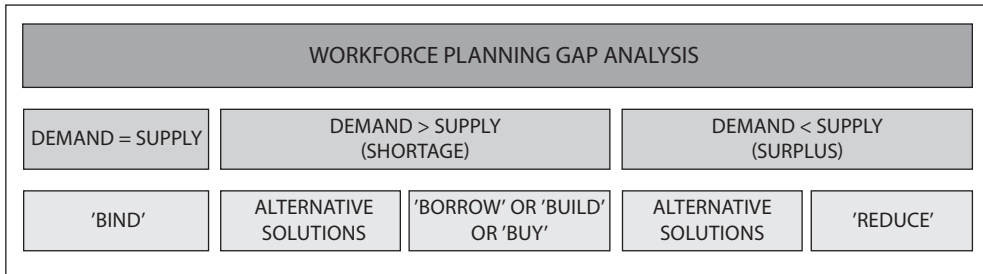 WORKFORCE PLANNING GAP ANALYSIS
DEMAND = SUPPLY
DEMAND > SUPPLY
(SHORTAGE)
DEMAND < SUPPLY
(SURPLUS)
'BIND'
ALTERNATIVE
SOLUTIONS
'BORROW' OR 'BUILD'
OR 'BUY'
ALTERNATIVE
SOLUTIONS
'REDUCE'